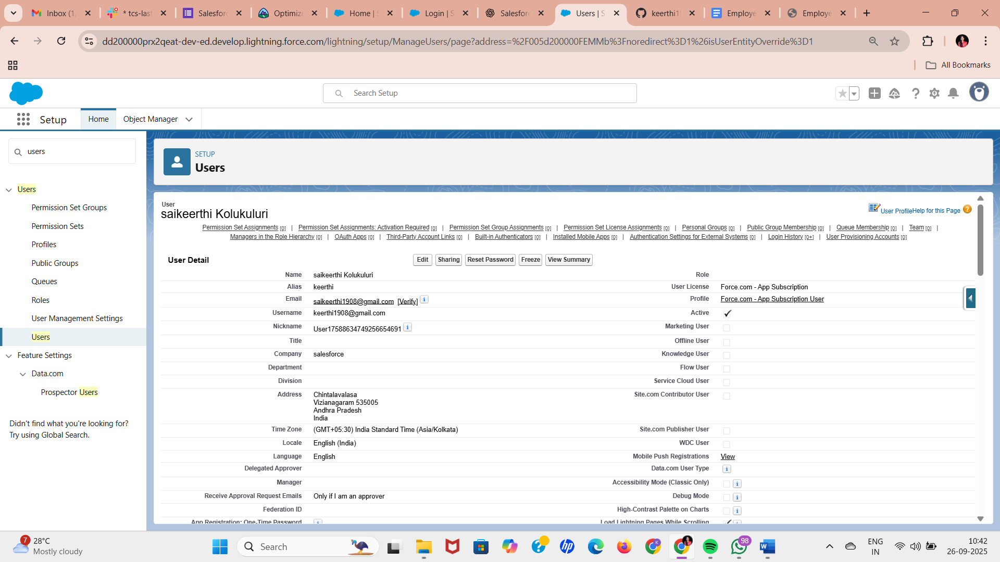 Inbox (1,
* tcs-last
Salesforc
Optimize
Home | S
Login | S
Salesforc
Users | S
keerthi19
Employe
Employe
dd200000prx2qeat-dev-ed.develop.lightning.force.com/lightning/setup/ManageUsers/page?address=%2F005d200000FEMMb%3Fnoredirect%3D1%26isUserEntityOverride%3D1
All Bookmarks
Search Setup
Setup
Home
Object Manager
users
Users
Permission Set Groups
Permission Sets
Profiles
Public Groups
Queues
Roles
User Management Settings
Users
Feature Settings
Data.com
Prospector Users
Didn't find what you're looking for?
Try using Global Search.
SETUP
Users
User
saikeerthi Kolukuluri
User Profile Help for this Page
Permission Set Assignments [0] | Permission Set Assignments: Activation Required [0] | Permission Set Group Assignments [0] | Permission Set License Assignments [0] | Personal Groups [0] | Public Group Membership [0] | Queue Membership [0] | Team [0] |
Managers in the Role Hierarchy [0] | OAuth Apps [0] | Third-Party Account Links [0] | Built-in Authenticators [0] | Installed Mobile Apps [0] | Authentication Settings for External Systems [0] | Login History [0+] | User Provisioning Accounts [0]
User Detail
Edit Sharing Reset Password Freeze View Summary
Name saikeerthi Kolukuluri Role
Alias keerthi User License Force.com - App Subscription
Email saikeerthi1908@gmail.com [Verify] i Profile Force.com - App Subscription User
Username keerthi1908@gmail.com Active
Nickname User17588634749256654691 i Marketing User
Title Offline User
Company salesforce Knowledge User
Department Flow User
Division Service Cloud User
Address Chintalavalasa Site.com Contributor User
Vizianagaram 535005
Andhra Pradesh
India
Time Zone (GMT+05:30) India Standard Time (Asia/Kolkata) Site.com Publisher User
Locale English (India) WDC User
Language English Mobile Push Registrations View
Delegated Approver Data.com User Type i
Manager Accessibility Mode (Classic Only) i
Receive Approval Request Emails Only if I am an approver Debug Mode i
Federation ID High-Contrast Palette on Charts i
App Registration: One-Time Password i Load Lightning Pages While Scrolling
7
28°C
Mostly cloudy
Search
hp
K
98
W
ENG
IN
10:42
26-09-2025